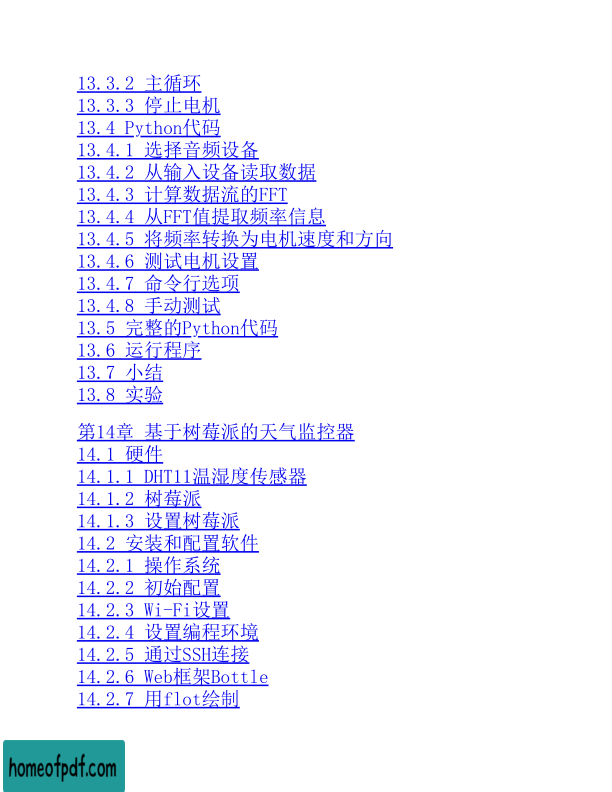 13.3.2 主循环
13.3.3 停止电机
13.4 Python代码
13.4.1 选择音频设备
13.4.2 从输入设备读取数据
13.4.3 计算数据流的FFT
13.4.4 从FFT值提取频率信息
13.4.5 将频率转换为电机速度和方向
13.4.6 测试电机设置
13.4.7 命令行选项
13.4.8 手动测试
13.5 完整的Python代码
13.6 运行程序
13.7 小结
13.8 实验
第14章 基于树莓派的天气监控器
14.1 硬件
14.1.1 DHT11温湿度传感器
14.1.2 树莓派
14.1.3 设置树莓派
14.2 安装和配置软件
14.2.1 操作系统
14.2.2 初始配置
14.2.3 Wi-Fi设置
14.2.4 设置编程环境
14.2.5 通过SSH连接
14.2.6 Web框架Bottle
14.2.7 用flot绘制
homeofpdf.com